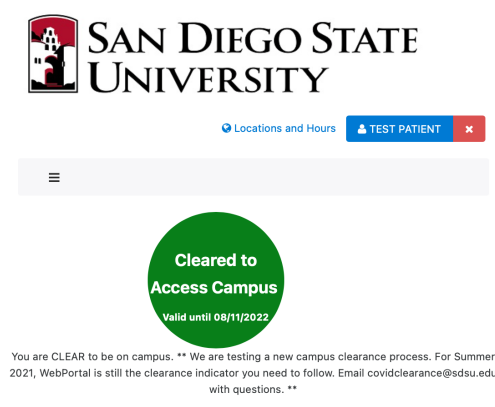 SAN DIEGO STATE
UNIVERSITY
Locations and Hours
TEST PATIENT
Cleared to
Access Campus
Valid until 08/11/2022
You are CLEAR to be on campus. ** We are testing a new campus clearance process. For Summer
2021, WebPortal is still the clearance indicator you need to follow. Email covidclearance@sdsu.edu
with questions. **